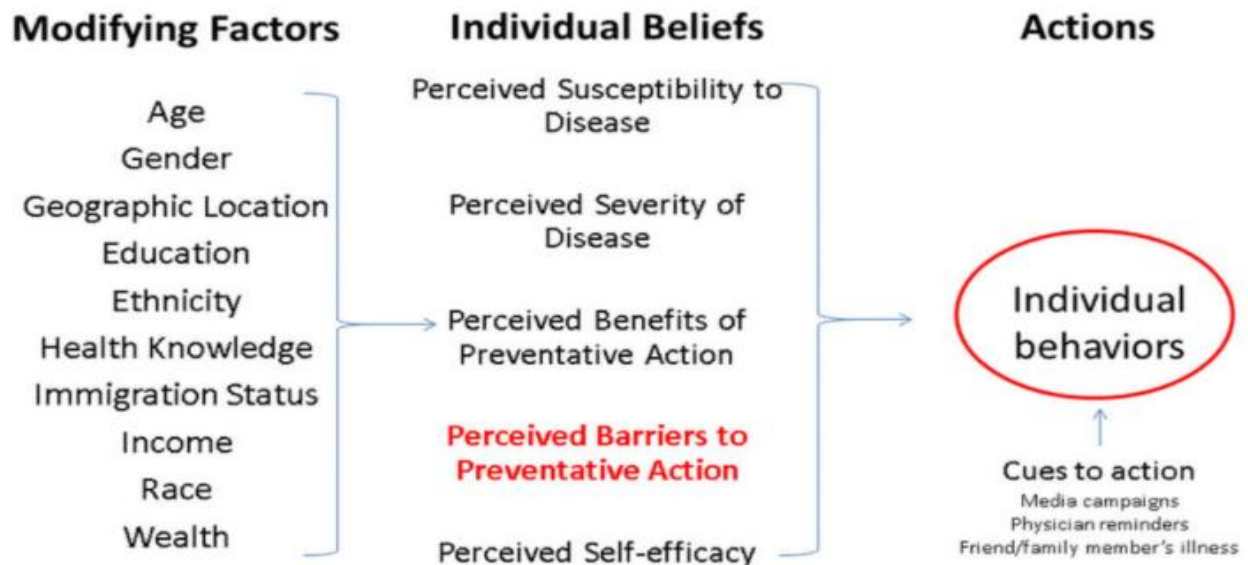 Modifying Factors
Age
Gender
Geographic Location
Education
Ethnicity
Health Knowledge
Immigration Status
Income
Race
Wealth
Individual Beliefs
Perceived Susceptibility to
Disease
Perceived Severity of
Disease
Perceived Benefits of
Preventative Action
Perceived Barriers to
Preventative Action
Perceived Self-efficacy
Actions
Individual
behaviors
Cues to action
Media campaigns
Physician reminders
Friend/family member's illness